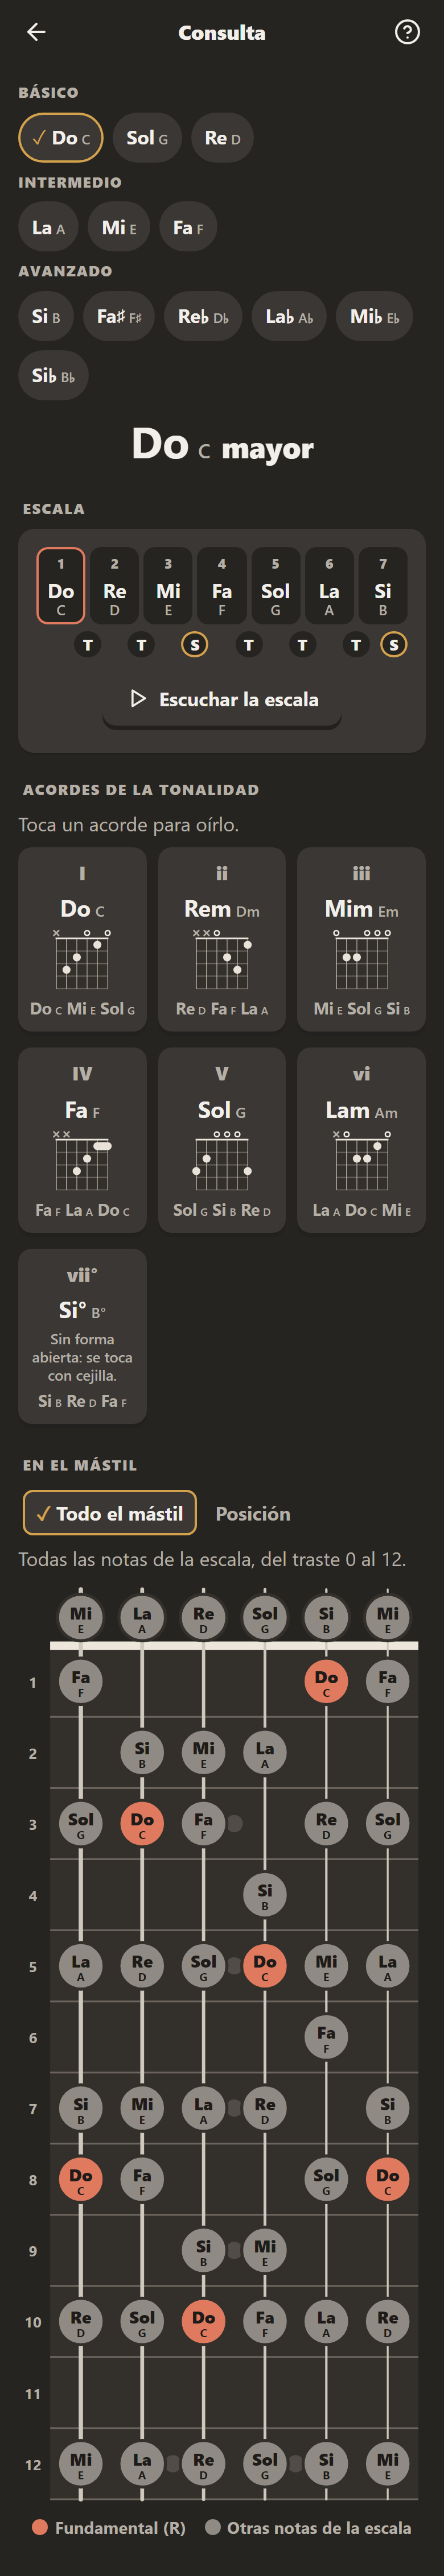 Consulta
BÁSICO
✓ Do C Sol G Re D
INTERMEDIO
La A Mi E Fa F
AVANZADO
Si B Fa♯ F♯ Re♭ D♭ La♭ A♭ Mi♭ E♭
Si♭ B♭
Do C mayor
ESCALA
1 2 3 4 5 6 7
Do Re Mi Fa Sol La Si
C D E F G A B
T T S T T T S
Escuchar la escala
ACORDES DE LA TONALIDAD
Toca un acorde para oírlo.
I ii iii
Do C Rem Dm Mim Em
Do C Mi E Sol G Re D Fa F La A Mi E Sol G Si B
IV V vi
Fa F Sol G Lam Am
Fa F La A Do C Sol G Si B Re D La A Do C Mi E
vii°
Si° B°
Sin forma
abierta: se toca
con cejilla.
Si B Re D Fa F
EN EL MÁSTIL
✓ Todo el mástil Posición
Todas las notas de la escala, del traste 0 al 12.
Mi La Re Sol Si Mi
E A D G B E
1 Fa Do Fa
F C F
2 Si Mi La
B E A
3 Sol Do Fa Re Sol
G C F D G
4 Si
B
5 La Re Sol Do Mi La
A D G C E A
6 Fa
F
7 Si Mi La Re Si
B E A D B
8 Do Fa Sol Do
C F G C
9 Si Mi
B E
10 Re Sol Do Fa La Re
D G C F A D
11
12 Mi La Re Sol Si Mi
E A D G B E
Fundamental (R) Otras notas de la escala